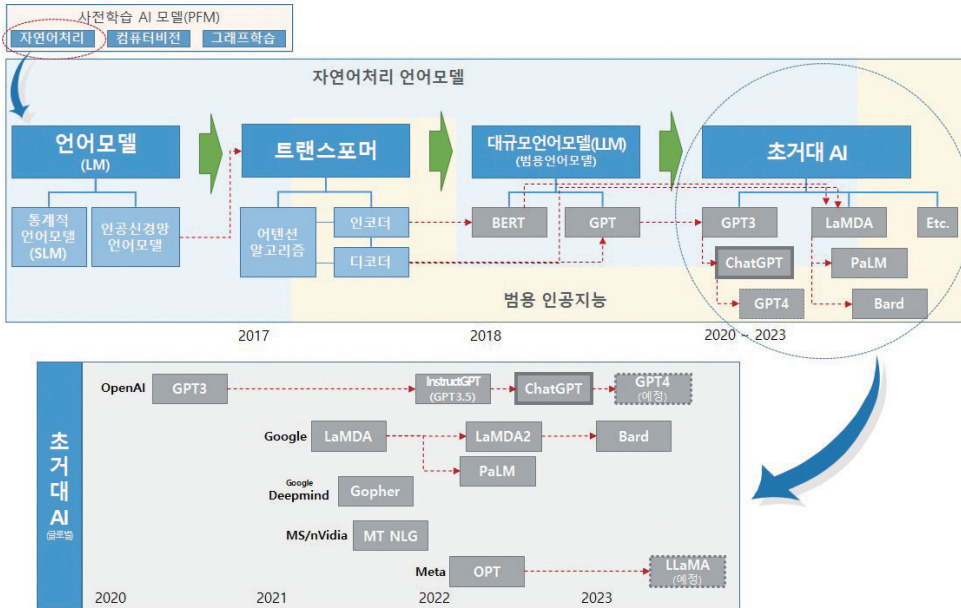 사전학습 AI 모델(PFM)
자연어처리 컴퓨터비전 그래프학습
자연어처리 언어모델
언어모델
(LM)
트랜스포머
대규모언어모델(LLM)
(범용언어모델)
초거대 AI
통계적
언어모델
(SLM)
인공신경망
언어모델
어텐션
알고리즘
인코더
디코더
BERT
GPT
GPT3
LaMDA
Etc.
ChatGPT
PaLM
GPT4
Bard
범용 인공지능
2017
2018
2020 ~ 2023
초
거
대
AI
(글로벌)
OpenAI
GPT3
InstructGPT
(GPT3.5)
ChatGPT
GPT4
(예정)
Google
LaMDA
LaMDA2
Bard
PaLM
Google
Deepmind
Gopher
MS/nVidia
MT NLG
Meta
OPT
LLaMA
(예정)
2020
2021
2022
2023